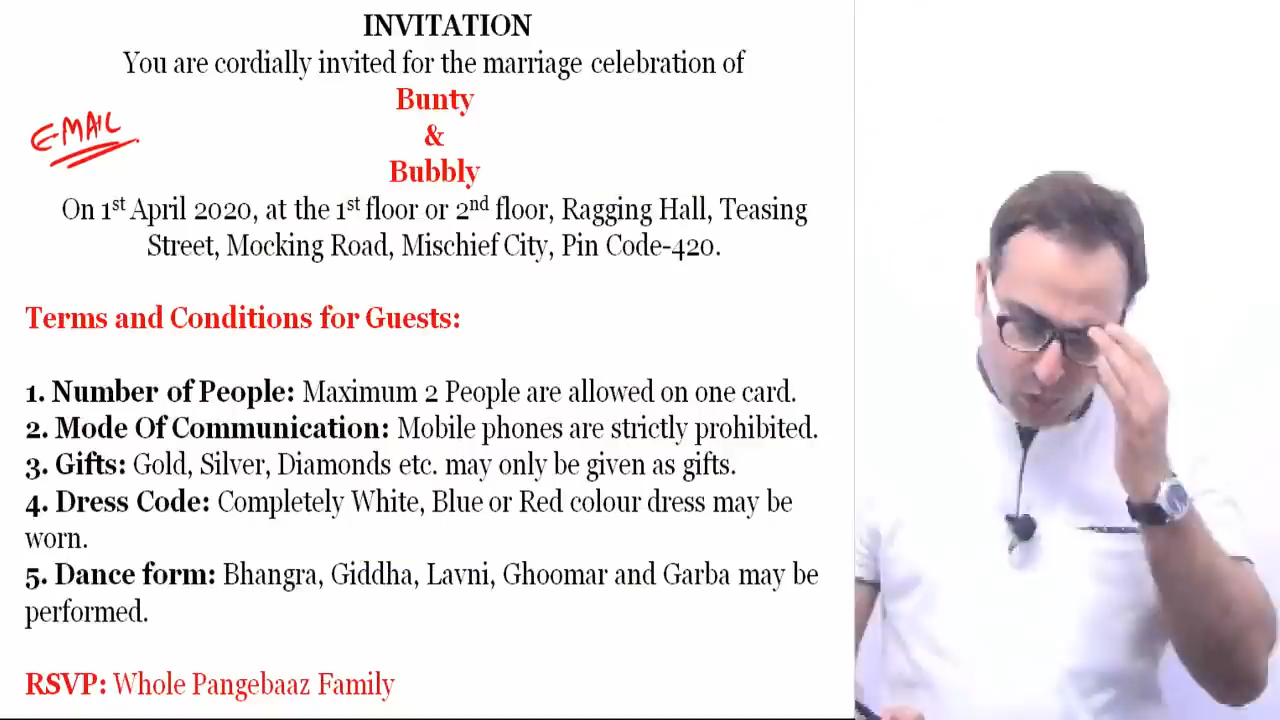 INVITATION
You are cordially invited for the marriage celebration of
Bunty
&
Bubbly
E-MAIL
On 1st April 2020, at the 1st floor or 2nd floor, Ragging Hall, Teasing
Street, Mocking Road, Mischief City, Pin Code-420.
Terms and Conditions for Guests:
1. Number of People: Maximum 2 People are allowed on one card.
2. Mode Of Communication: Mobile phones are strictly prohibited.
3. Gifts: Gold, Silver, Diamonds etc. may only be given as gifts.
4. Dress Code: Completely White, Blue or Red colour dress may be
worn.
5. Dance form: Bhangra, Giddha, Lavni, Ghoomar and Garba may be
performed.
RSVP: Whole Pangebaaz Family